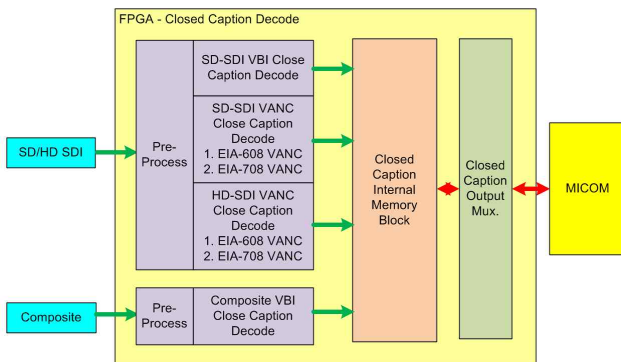 FPGA - Closed Caption Decode
SD-SDI VBI Close
Caption Decode
SD-SDI VANC
Close Caption
Decode
1. EIA-608 VANC
2. EIA-708 VANC
HD-SDI VANC
Close Caption
Decode
1. EIA-608 VANC
2. EIA-708 VANC
SD/HD SDI
Pre-
Process
Closed
Caption
Internal
Memory
Block
Closed
Caption
Output
Mux.
MICOM
Composite
Pre-
Process
Composite VBI
Close Caption
Decode